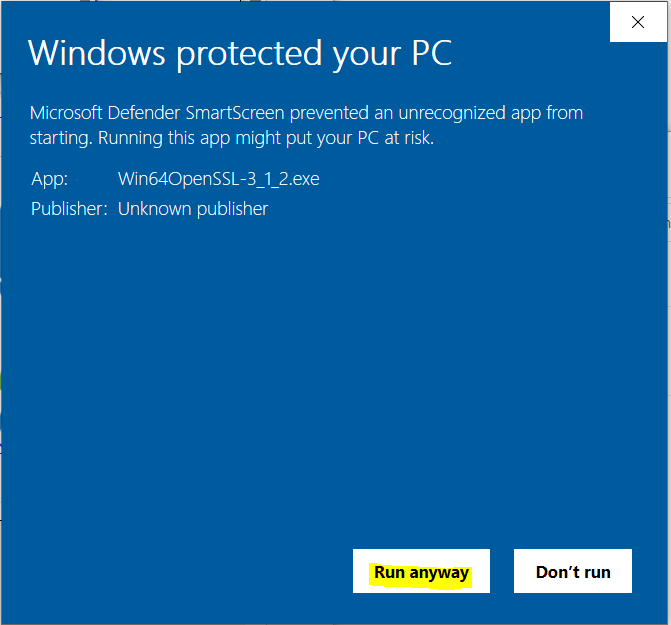 Windows protected your PC
Microsoft Defender SmartScreen prevented an unrecognized app from
starting. Running this app might put your PC at risk.
App: Win64OpenSSL-3_1_2.exe
Publisher: Unknown publisher
Run anyway Don’t run